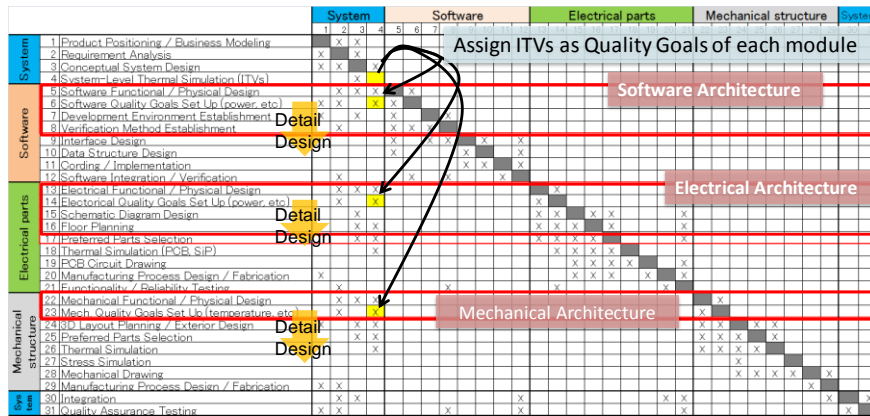 System Software Electrical parts Mechanical structure System
1 2 3 4 5 6 7 8
Assign ITVs as Quality Goals of each module
System
1 Product Positioning / Business Modeling X X
2 Requirement Analysis X X
3 Conceptual System Design X X X
4 System-Level Thermal Simulation (ITVs) X
Software
5 Software Functional / Physical Design X X X X
Software Architecture
6 Software Quality Goals Set Up (power, etc) X X X X
7 Development Environment Establishment
8 Verification Method Establishment
Detail
Design
9 Interface Design
10 Data Structure Design
11 Cording / Implementation
12 Software Integration / Verification
Electrical parts
13 Electrical Functional / Physical Design
Electrical Architecture
14 Electorical Quality Goals Set Up (power, etc)
15 Schematic Diagram Design
16 Floor Planning
17 Preferred Parts Selection
Detail
Design
18 Thermal Simulation (PCB, SiP)
19 PCB Circuit Drawing
20 Manufacturing Process Design / Fabrication
21 Functionality / Reliability Testing
Mechanical structure
22 Mechanical Functional / Physical Design
23 Mech. Quality Goals Set Up (temperature, etc)
Mechanical Architecture
24 3D Layout Planning / Exterior Design
25 Preferred Parts Selection
26 Thermal Simulation
Detail
Design
27 Stress Simulation
28 Mechanical Drawing
29 Manufacturing Process Design / Fabrication
Sys
tem
30 Integration
31 Quality Assurance Testing